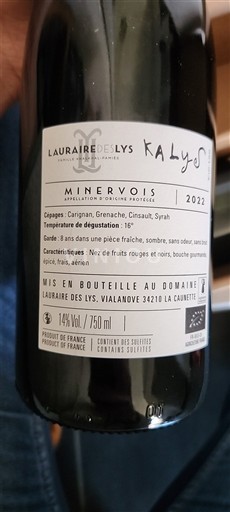 LAURAIRE DES LYS
KALYS
MINERVOIS
APPELLATION D'ORIGINE PROTÉGÉE
2022
Cépages : Carignan, Grenache, Cinsault, Syrah
Température de dégustation : 16°
Garde : 8 ans dans une pièce fraîche, sombre, sans odeur, sans bruit
Caractéristiques : Nez de fruits rouges et noirs, bouche gourmande,
épicé, frais, aérien
MIS EN BOUTEILLE AU DOMAINE
LAURAIRE DES LYS, VIALANOVE 34210 LA CAUNETTE
14% Vol. / 750 ml
PRODUIT DE FRANCE
PRODUCT OF FRANCE
CONTIENT DES SULFITES
CONTAINS SULFITES